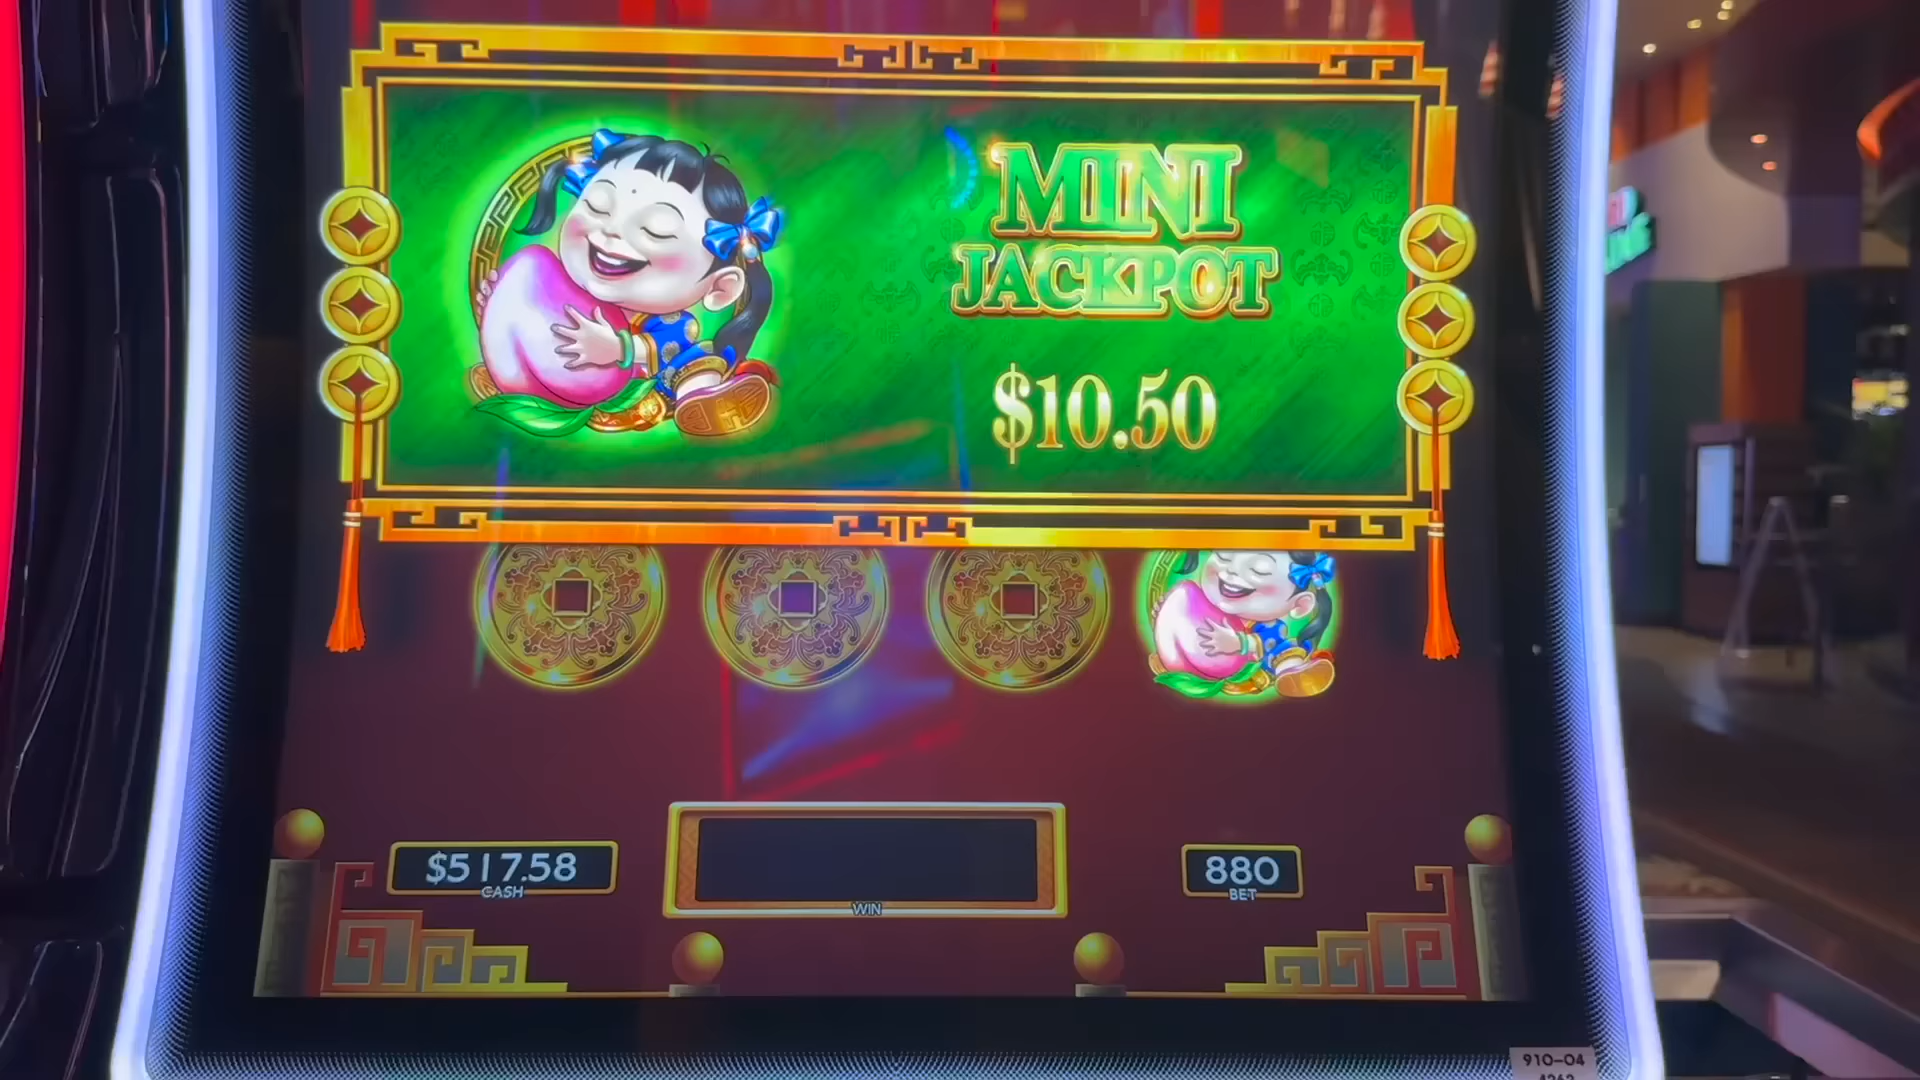 MINI
JACKPOT
$10.50
$517.58
CASH
WIN
880
BET
910-04